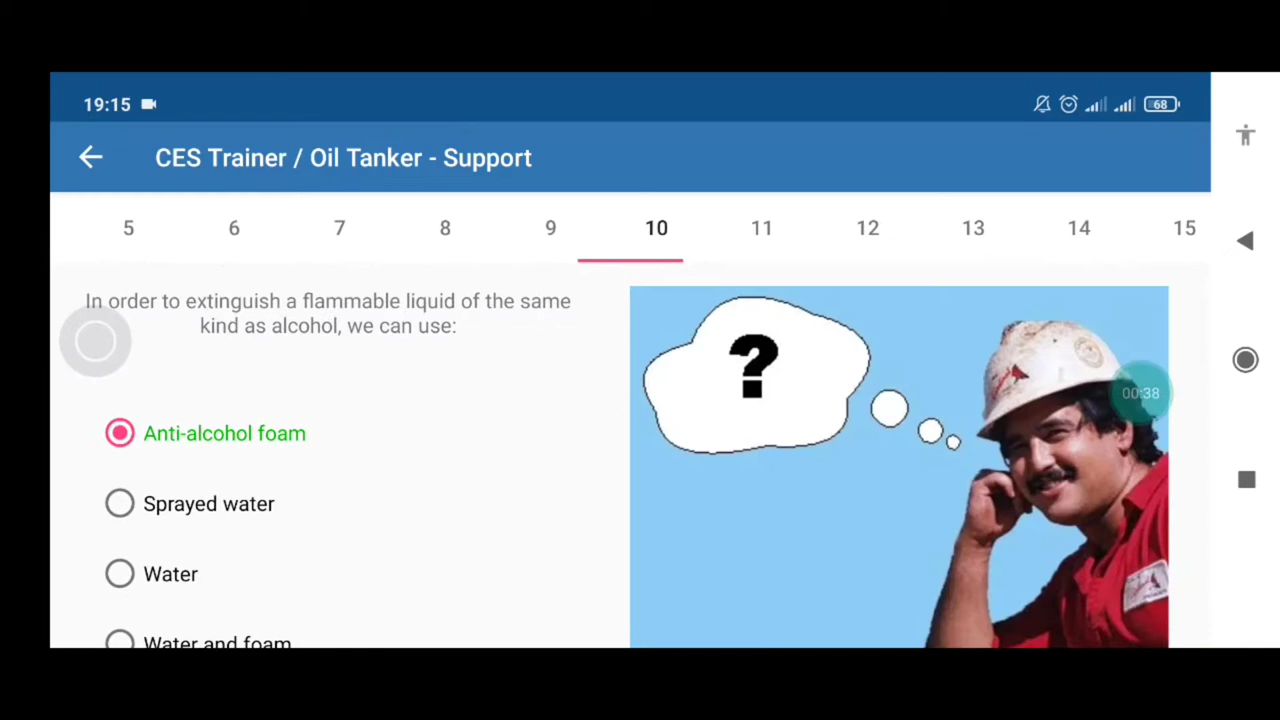 19:15
68
CES Trainer / Oil Tanker - Support
5 6 7 8 9 10 11 12 13 14 15
In order to extinguish a flammable liquid of the same
kind as alcohol, we can use:
?
00:38
Anti-alcohol foam
Sprayed water
Water
Water and foam